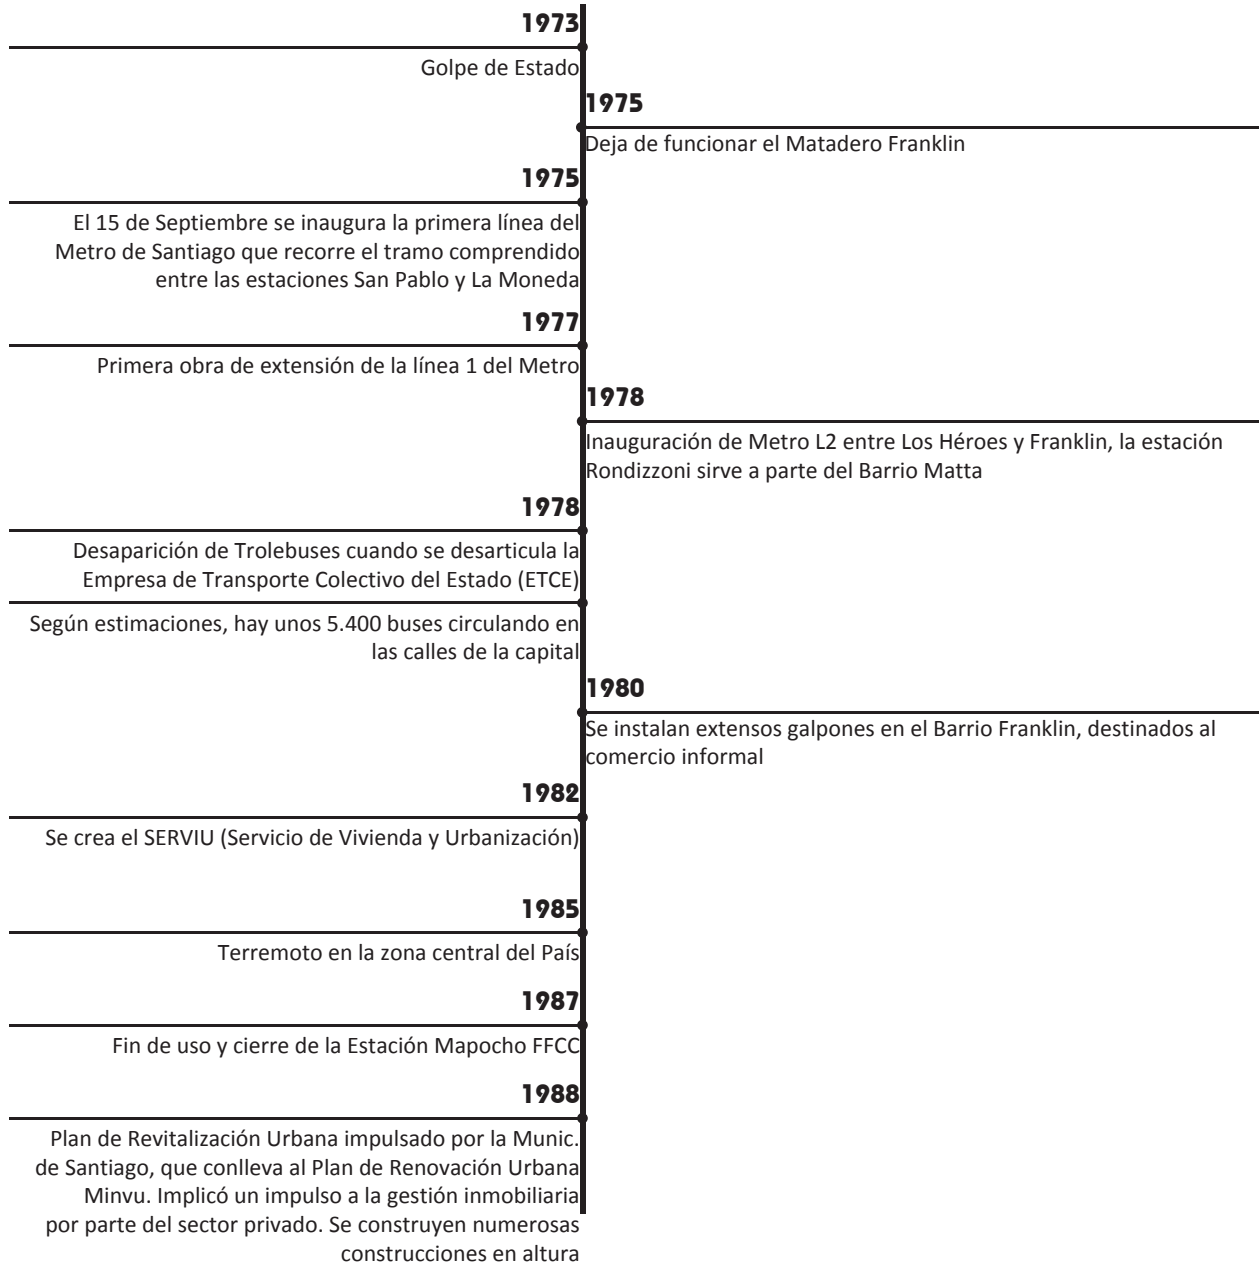 1973
Golpe de Estado
1975
Deja de funcionar el Matadero Franklin
1975
El 15 de Septiembre se inaugura la primera línea del
Metro de Santiago que recorre el tramo comprendido
entre las estaciones San Pablo y La Moneda
1977
Primera obra de extensión de la línea 1 del Metro
1978
Inauguración de Metro L2 entre Los Héroes y Franklin, la estación
Rondizzoni sirve a parte del Barrio Matta
1978
Desaparición de Trolebuses cuando se desarticula la
Empresa de Transporte Colectivo del Estado (ETCE)
Según estimaciones, hay unos 5.400 buses circulando en
las calles de la capital
1980
Se instalan extensos galpones en el Barrio Franklin, destinados al
comercio informal
1982
Se crea el SERVIU (Servicio de Vivienda y Urbanización)
1985
Terremoto en la zona central del País
1987
Fin de uso y cierre de la Estación Mapocho FFCC
1988
Plan de Revitalización Urbana impulsado por la Munic.
de Santiago, que conlleva al Plan de Renovación Urbana
Minvu. Implicó un impulso a la gestión inmobiliaria
por parte del sector privado. Se construyen numerosas
construcciones en altura